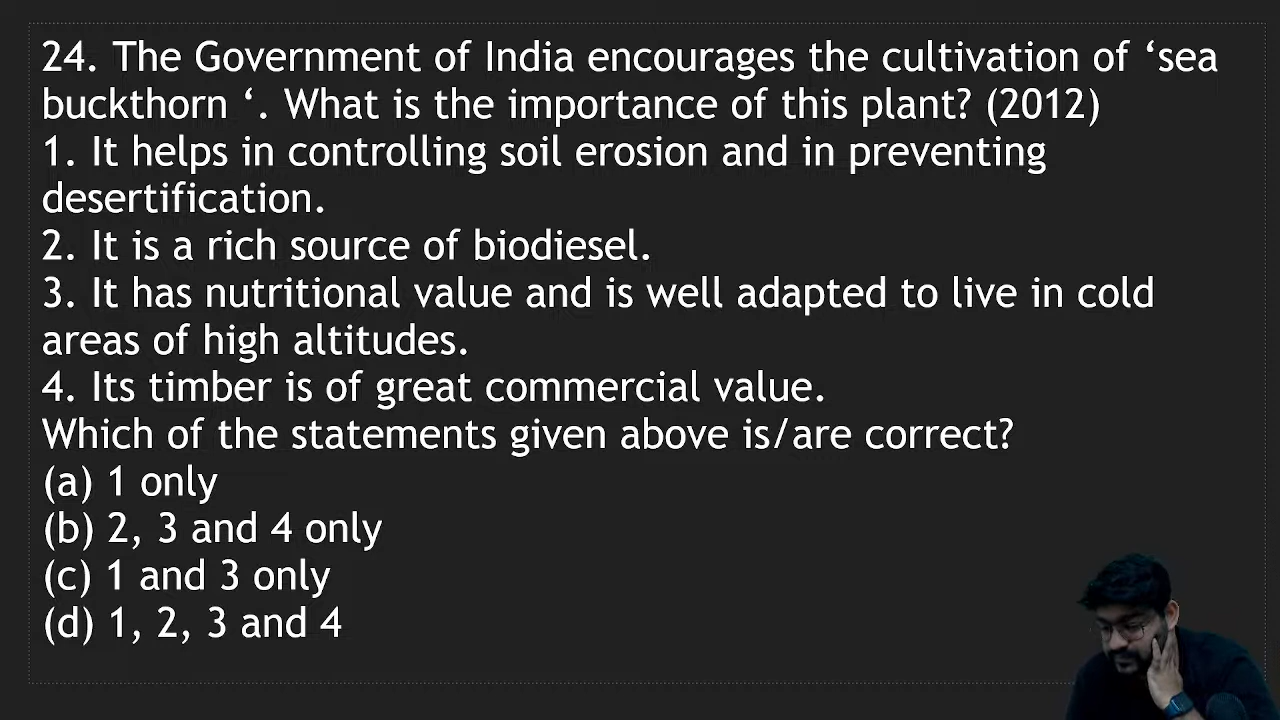 24. The Government of India encourages the cultivation of ‘sea
buckthorn ‘. What is the importance of this plant? (2012)
1. It helps in controlling soil erosion and in preventing
desertification.
2. It is a rich source of biodiesel.
3. It has nutritional value and is well adapted to live in cold
areas of high altitudes.
4. Its timber is of great commercial value.
Which of the statements given above is/are correct?
(a) 1 only
(b) 2, 3 and 4 only
(c) 1 and 3 only
(d) 1, 2, 3 and 4